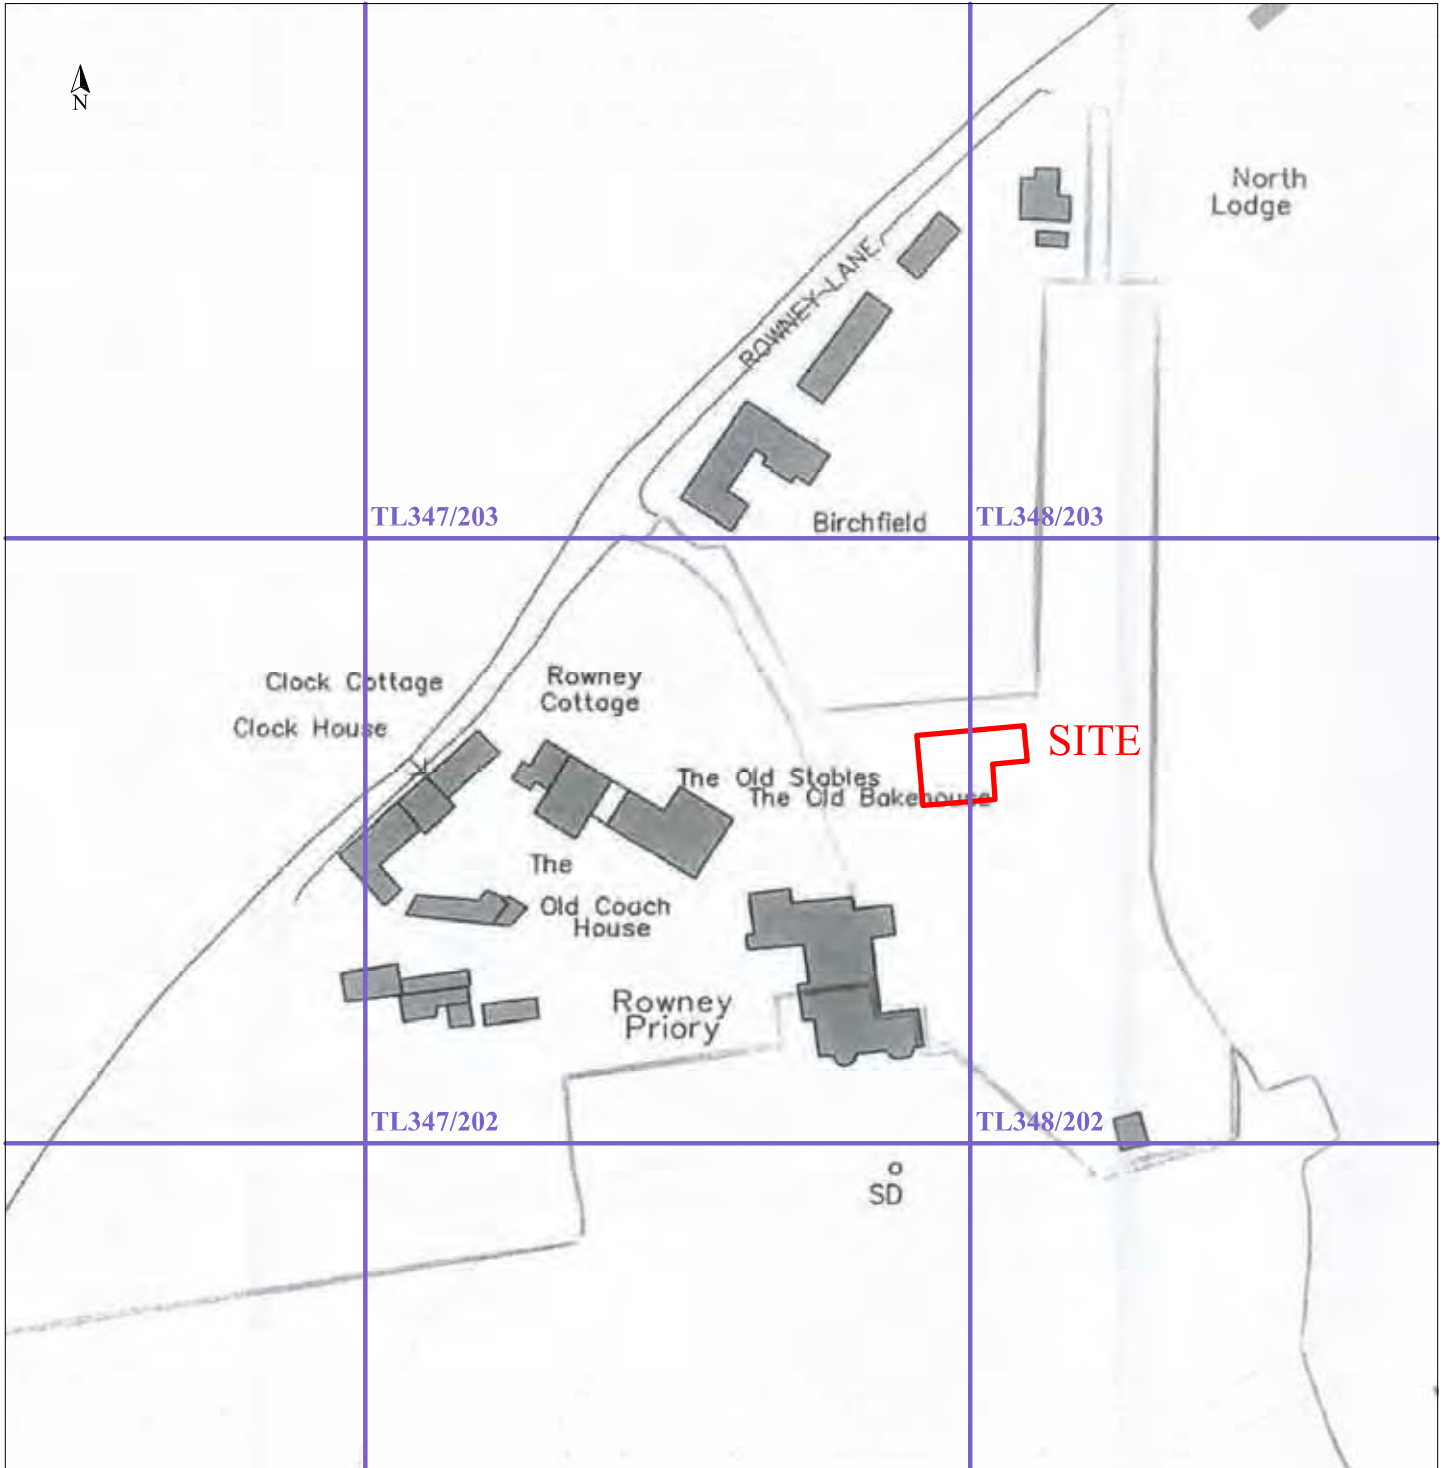 N
North
Lodge
ROWNEY LANE
TL347/203
Birchfield
TL348/203
Clock Cottage
Clock House
Rowney
Cottage
SITE
The Old Stables
The Old Bakehouse
The
Old Coach
House
Rowney
Priory
TL347/202
TL348/202
SD